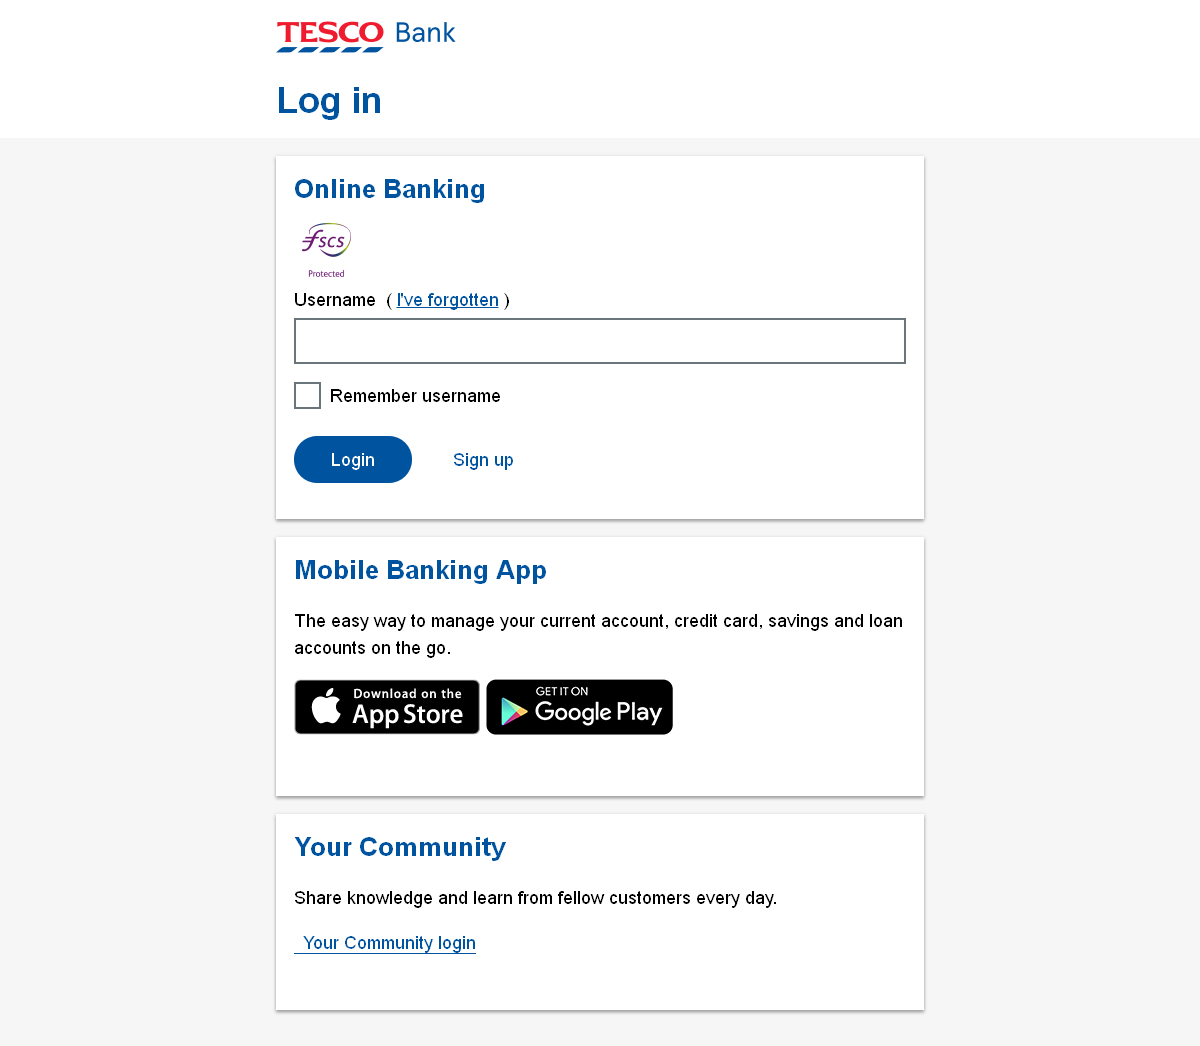 TESCO Bank
Log in
Online Banking
fscs
Protected
Username ( I've forgotten )
Remember username
Login Sign up
Mobile Banking App
The easy way to manage your current account, credit card, savings and loan
accounts on the go.
Download on the App Store
GET IT ON Google Play
Your Community
Share knowledge and learn from fellow customers every day.
Your Community login